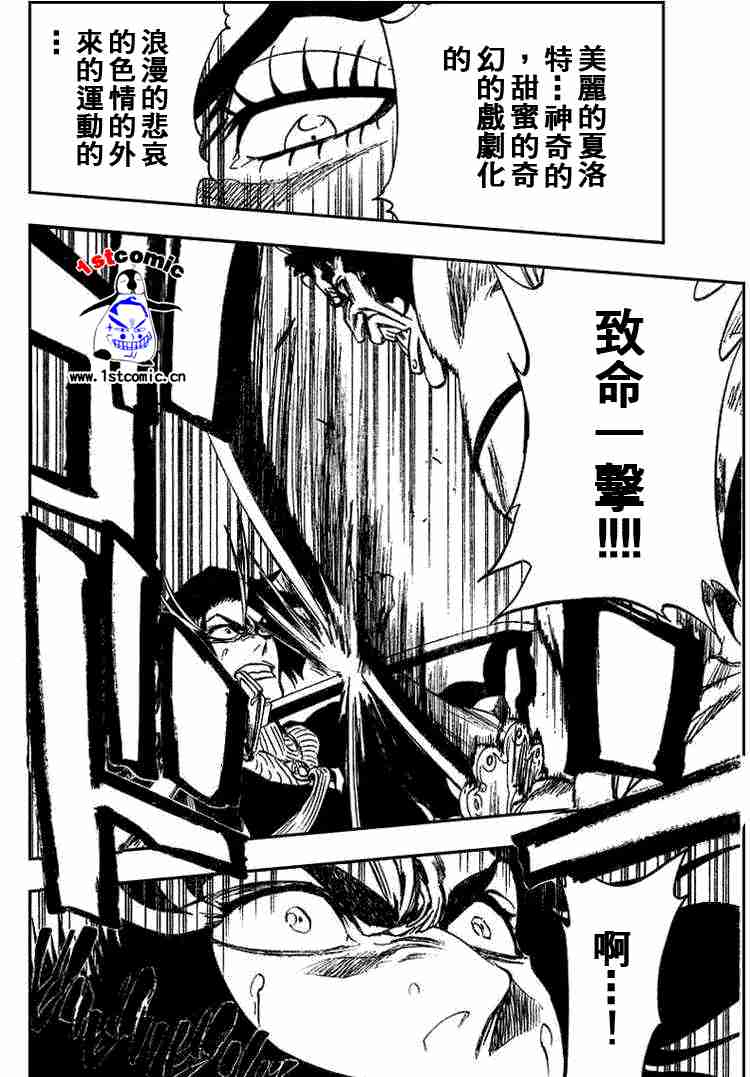 美麗的夏洛
特…神奇的
，甜蜜的奇
幻的戲劇化
的
浪漫的悲哀
的色情的外
來的運動的
…
1stcomic
www.1stcomic.cn
致命一擊!!!!
啊……!